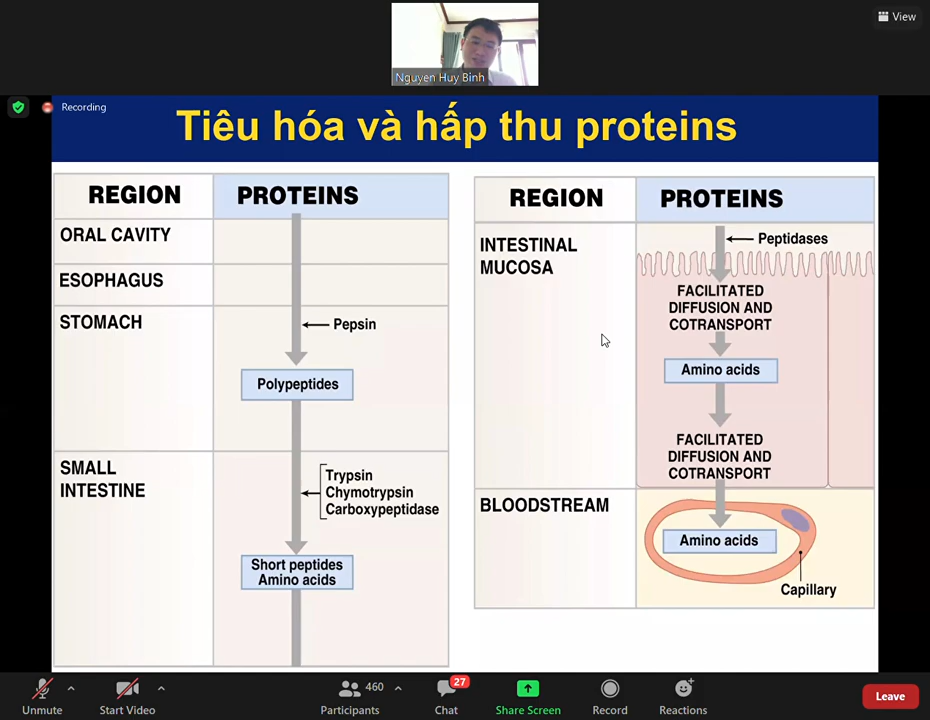 View
Nguyen Huy Binh
Recording
Tiêu hóa và hấp thu proteins
REGION
PROTEINS
ORAL CAVITY
ESOPHAGUS
STOMACH
Pepsin
Polypeptides
SMALL
INTESTINE
Trypsin
Chymotrypsin
Carboxypeptidase
Short peptides
Amino acids
REGION
PROTEINS
INTESTINAL
MUCOSA
Peptidases
FACILITATED
DIFFUSION AND
COTRANSPORT
Amino acids
FACILITATED
DIFFUSION AND
COTRANSPORT
BLOODSTREAM
Amino acids
Capillary
Unmute
Start Video
460
Participants
27
Chat
Share Screen
Record
Reactions
Leave